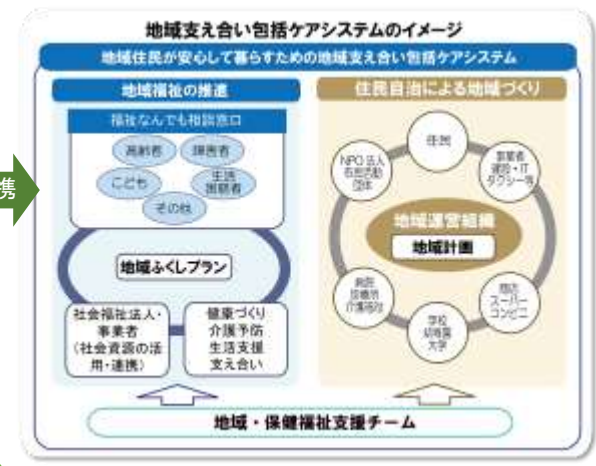 地域支え合い包括ケアシステムのイメージ
地域住民が安心して暮らすための地域支え合い包括ケアシステム
地域福祉の推進
福祉なんでも相談窓口
高齢者
障害者
こども
生活
困窮者
その他
地域ふくしプラン
社会福祉法人・
事業者
(社会資源の活
用・連携)
健康づくり
介護予防
生活支援
支え合い
住民自治による地域づくり
住民
NPO法人
市民活動
団体
事業者
建設・IT
タクシー等
地域運営組織
地域計画
病院
診療所
介護施設
商店
スーパー
コンビニ
学校
幼稚園
大学
携
地域・保健福祉支援チーム